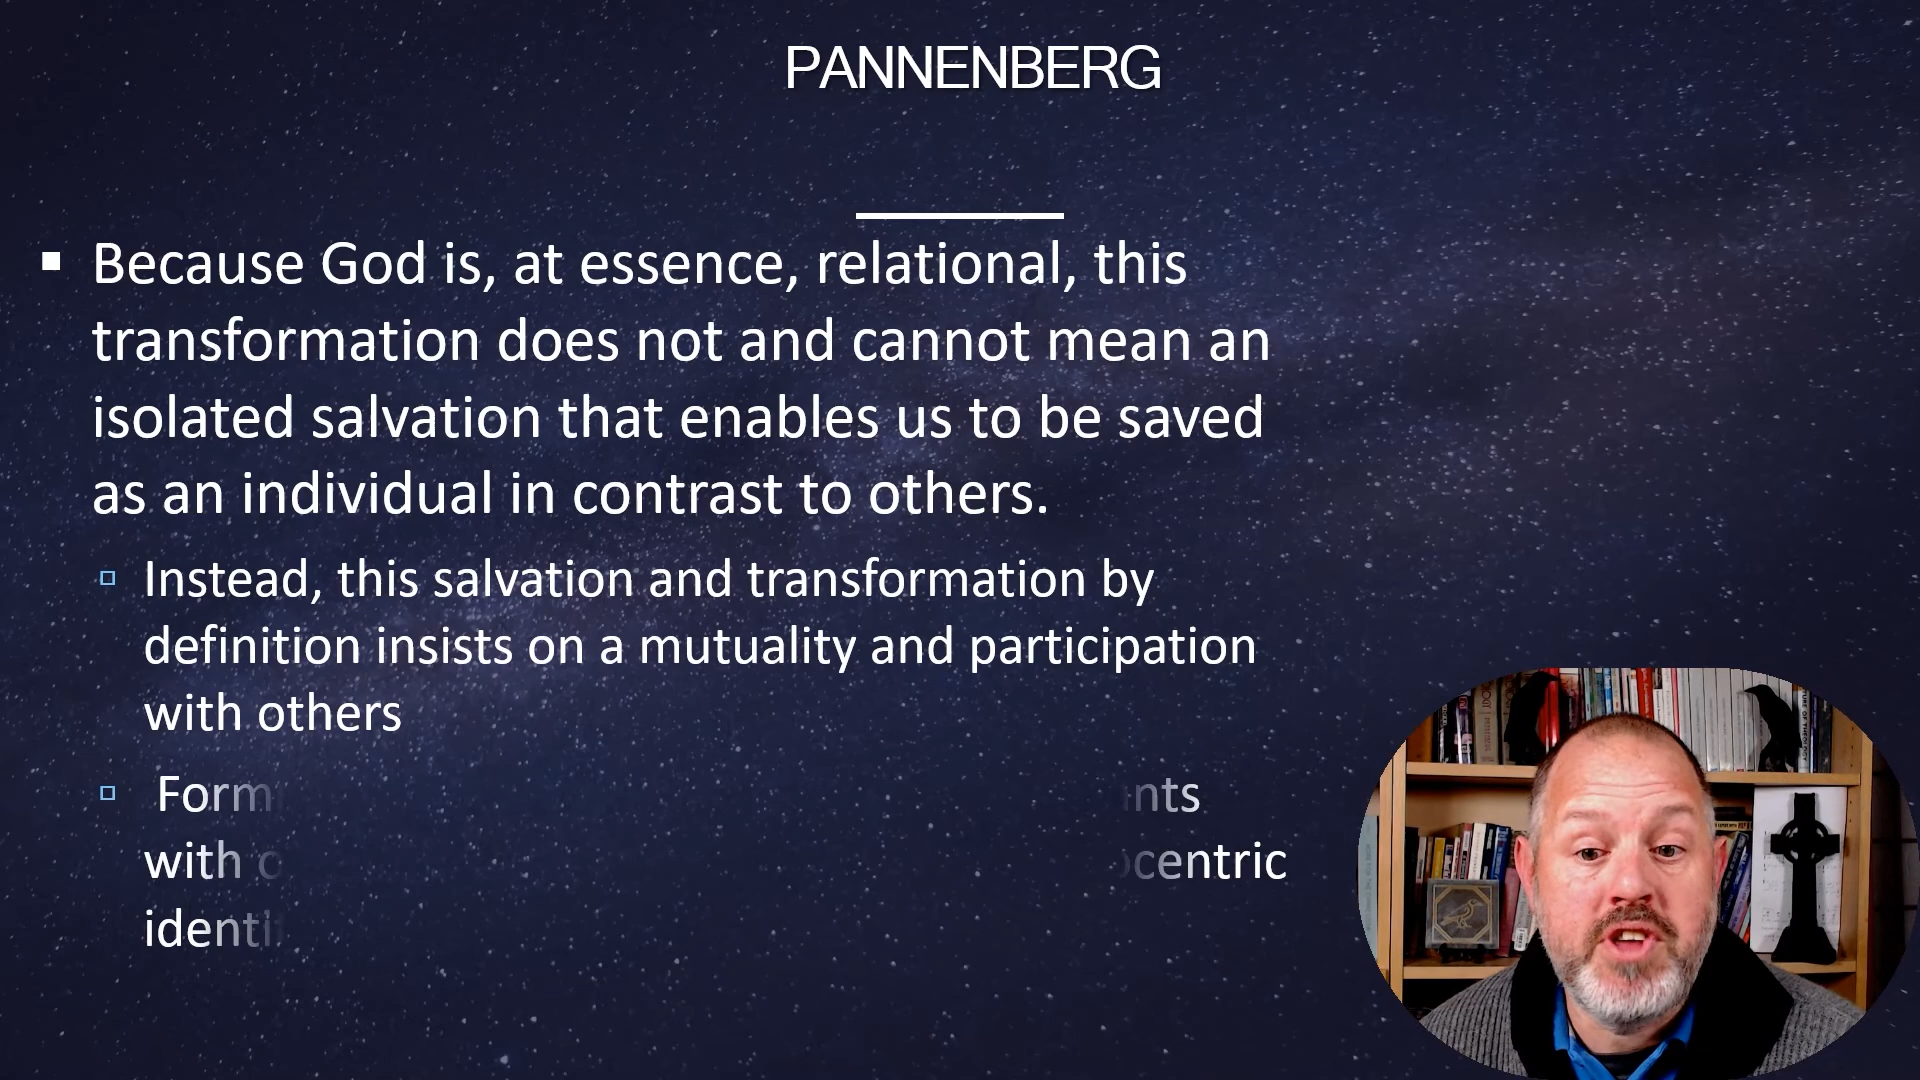 PANNENBERG
Because God is, at essence, relational, this
transformation does not and cannot mean an
isolated salvation that enables us to be saved
as an individual in contrast to others.
Instead, this salvation and transformation by
definition insists on a mutuality and participation
with others
with